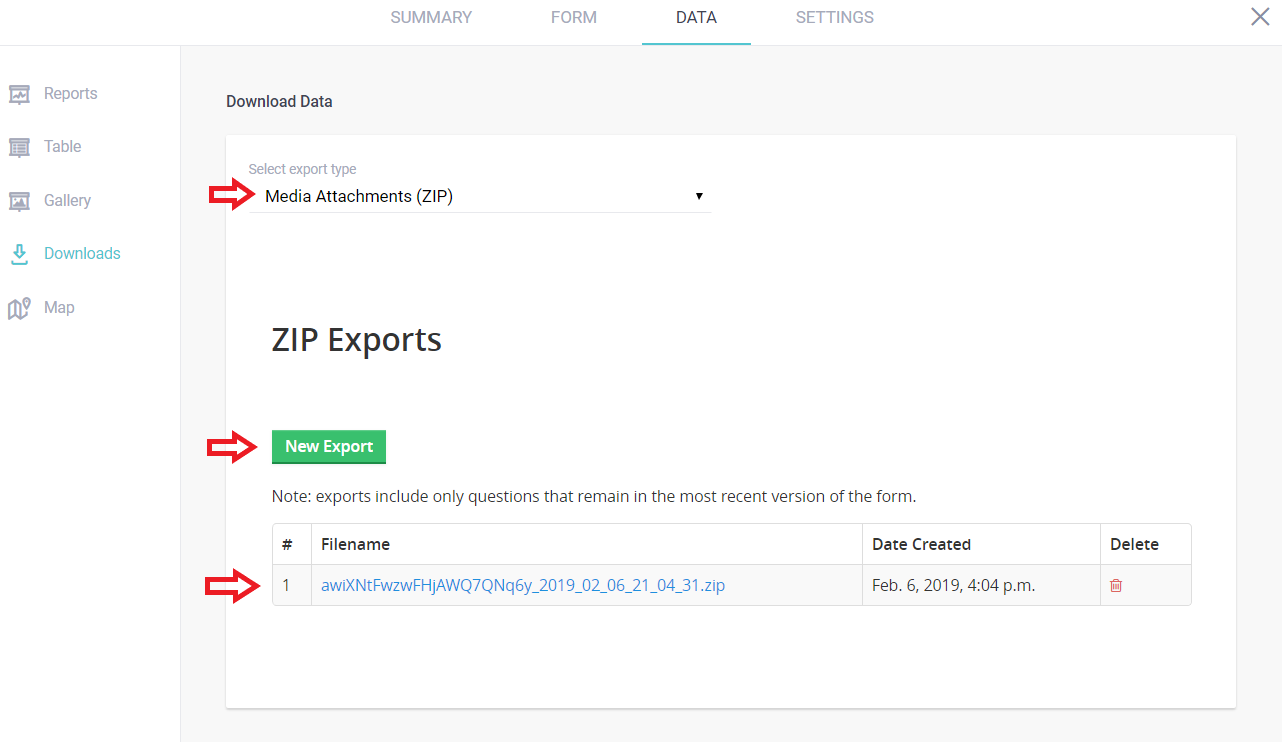 SUMMARY FORM DATA SETTINGS
Reports
Table
Gallery
Downloads
Map
Download Data
Select export type
Media Attachments (ZIP)
ZIP Exports
New Export
Note: exports include only questions that remain in the most recent version of the form.
# Filename Date Created Delete
1 awiXNtFwzwFHjAWQ7QNq6y_2019_02_06_21_04_31.zip Feb. 6, 2019, 4:04 p.m.